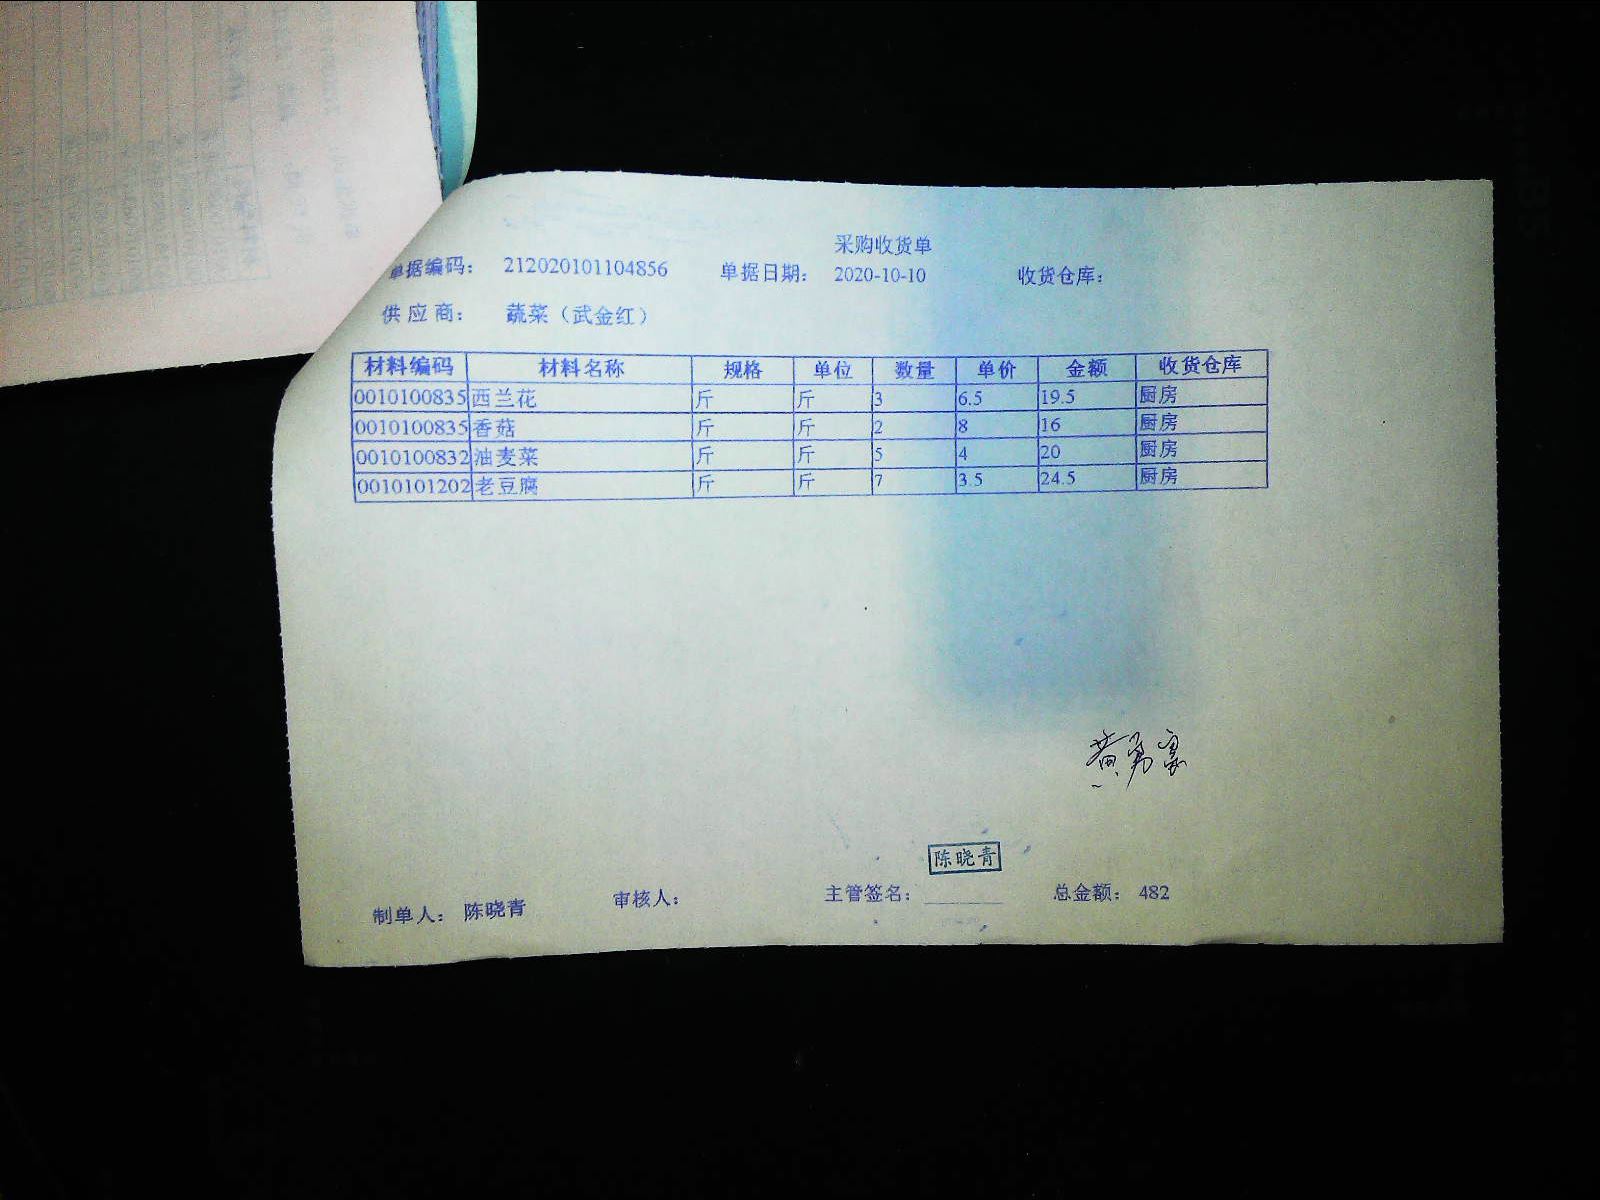 采购收货单
单据编码： 212020101104856 单据日期： 2020-10-10 收货仓库：
供应商： 蔬菜（武金红）
材料编码 材料名称 规格 单位 数量 单价 金额 收货仓库
0010100835 西兰花 斤 斤 3 6.5 19.5 厨房
0010100835 香菇 斤 斤 2 8 16 厨房
0010100832 油麦菜 斤 斤 5 4 20 厨房
0010101202 老豆腐 斤 斤 7 3.5 24.5 厨房
陈晓青
制单人： 陈晓青 审核人： 主管签名： 总金额： 482